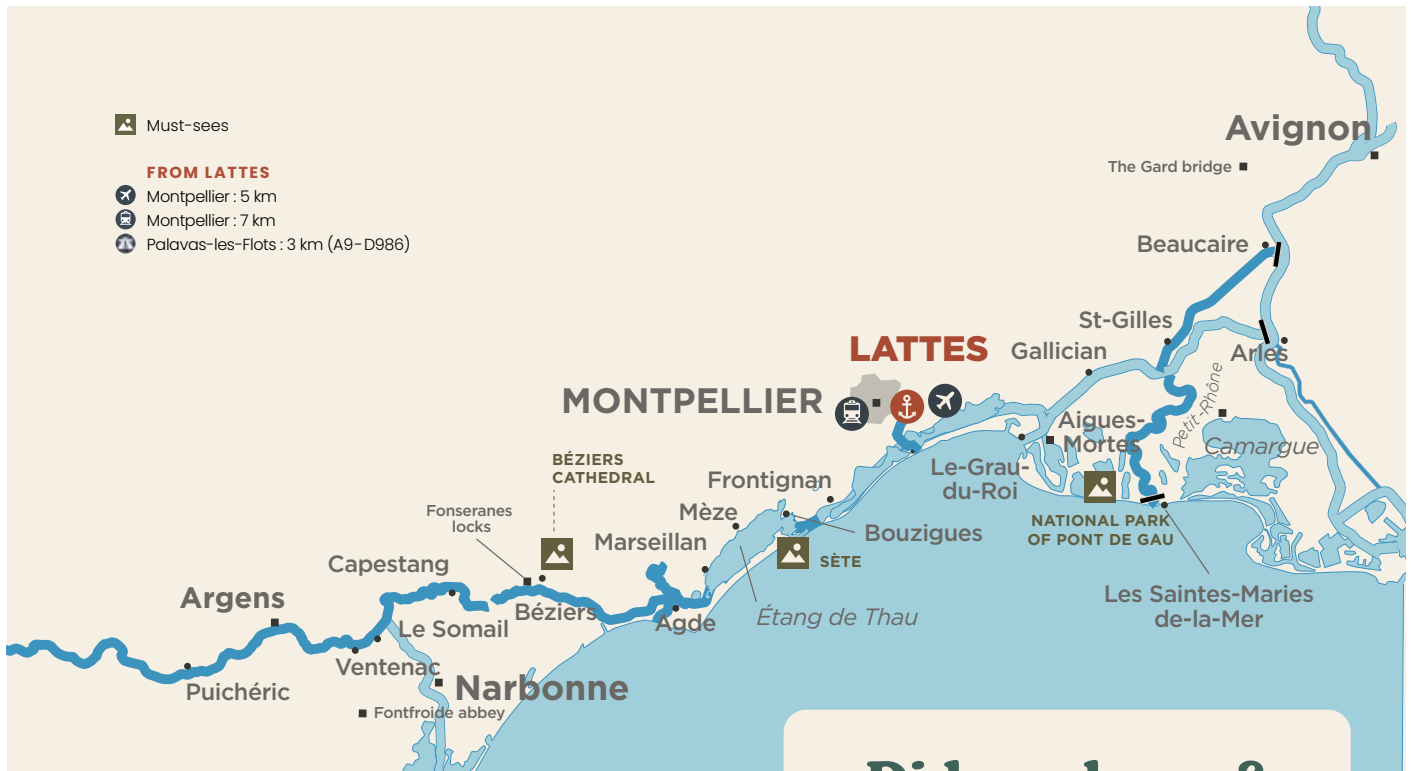 Must-sees
FROM LATTES
Montpellier : 5 km
Montpellier : 7 km
Palavas-les-Flots : 3 km (A9-D986)
Avignon
The Gard bridge
Beaucaire
St-Gilles
LATTES
Gallician
Arles
MONTPELLIER
Petit-Rhône
Aigues-
Mortes
Camargue
BÉZIERS
CATHEDRAL
Frontignan
Le-Grau-
du-Roi
Fonseranes
locks
Mèze
NATIONAL PARK
OF PONT DE GAU
Marseillan
Bouzigues
SÈTE
Capestang
Argens
Béziers
Les Saintes-Maries
de-la-Mer
Le Somail
Agde
Étang de Thau
Ventenac
Puichéric
Narbonne
Fontfroide abbey